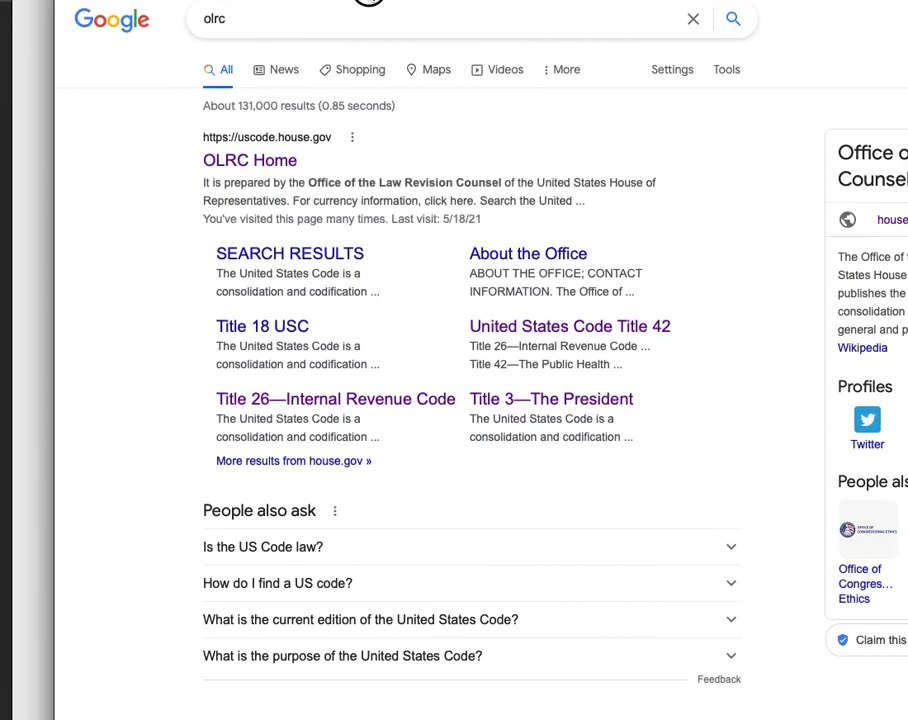 Google
olrc
All
News
Shopping
Maps
Videos
More
Settings
Tools
About 131,000 results (0.85 seconds)
https://uscode.house.gov
OLRC Home
It is prepared by the Office of the Law Revision Counsel of the United States House of
Representatives. For currency information, click here. Search the United ...
You've visited this page many times. Last visit: 5/18/21
SEARCH RESULTS
The United States Code is a
consolidation and codification ...
About the Office
ABOUT THE OFFICE; CONTACT
INFORMATION. The Office of ...
Title 18 USC
The United States Code is a
consolidation and codification ...
United States Code Title 42
Title 26—Internal Revenue Code ...
Title 42—The Public Health ...
Title 26—Internal Revenue Code
The United States Code is a
consolidation and codification ...
Title 3—The President
The United States Code is a
consolidation and codification ...
More results from house.gov »
People also ask
Is the US Code law?
How do I find a US code?
What is the current edition of the United States Code?
What is the purpose of the United States Code?
Feedback
Office o
Counsel
house
The Office of
States House
publishes the
consolidation
general and p
Wikipedia
Profiles
Twitter
People als
OFFICE OF
CONGRESSIONAL ETHICS
Office of
Congres...
Ethics
Claim this